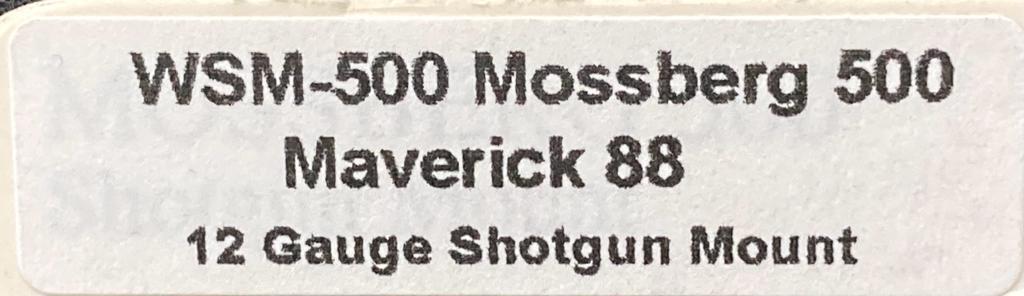 WSM-500 Mossberg 500
Maverick 88
12 Gauge Shotgun Mount